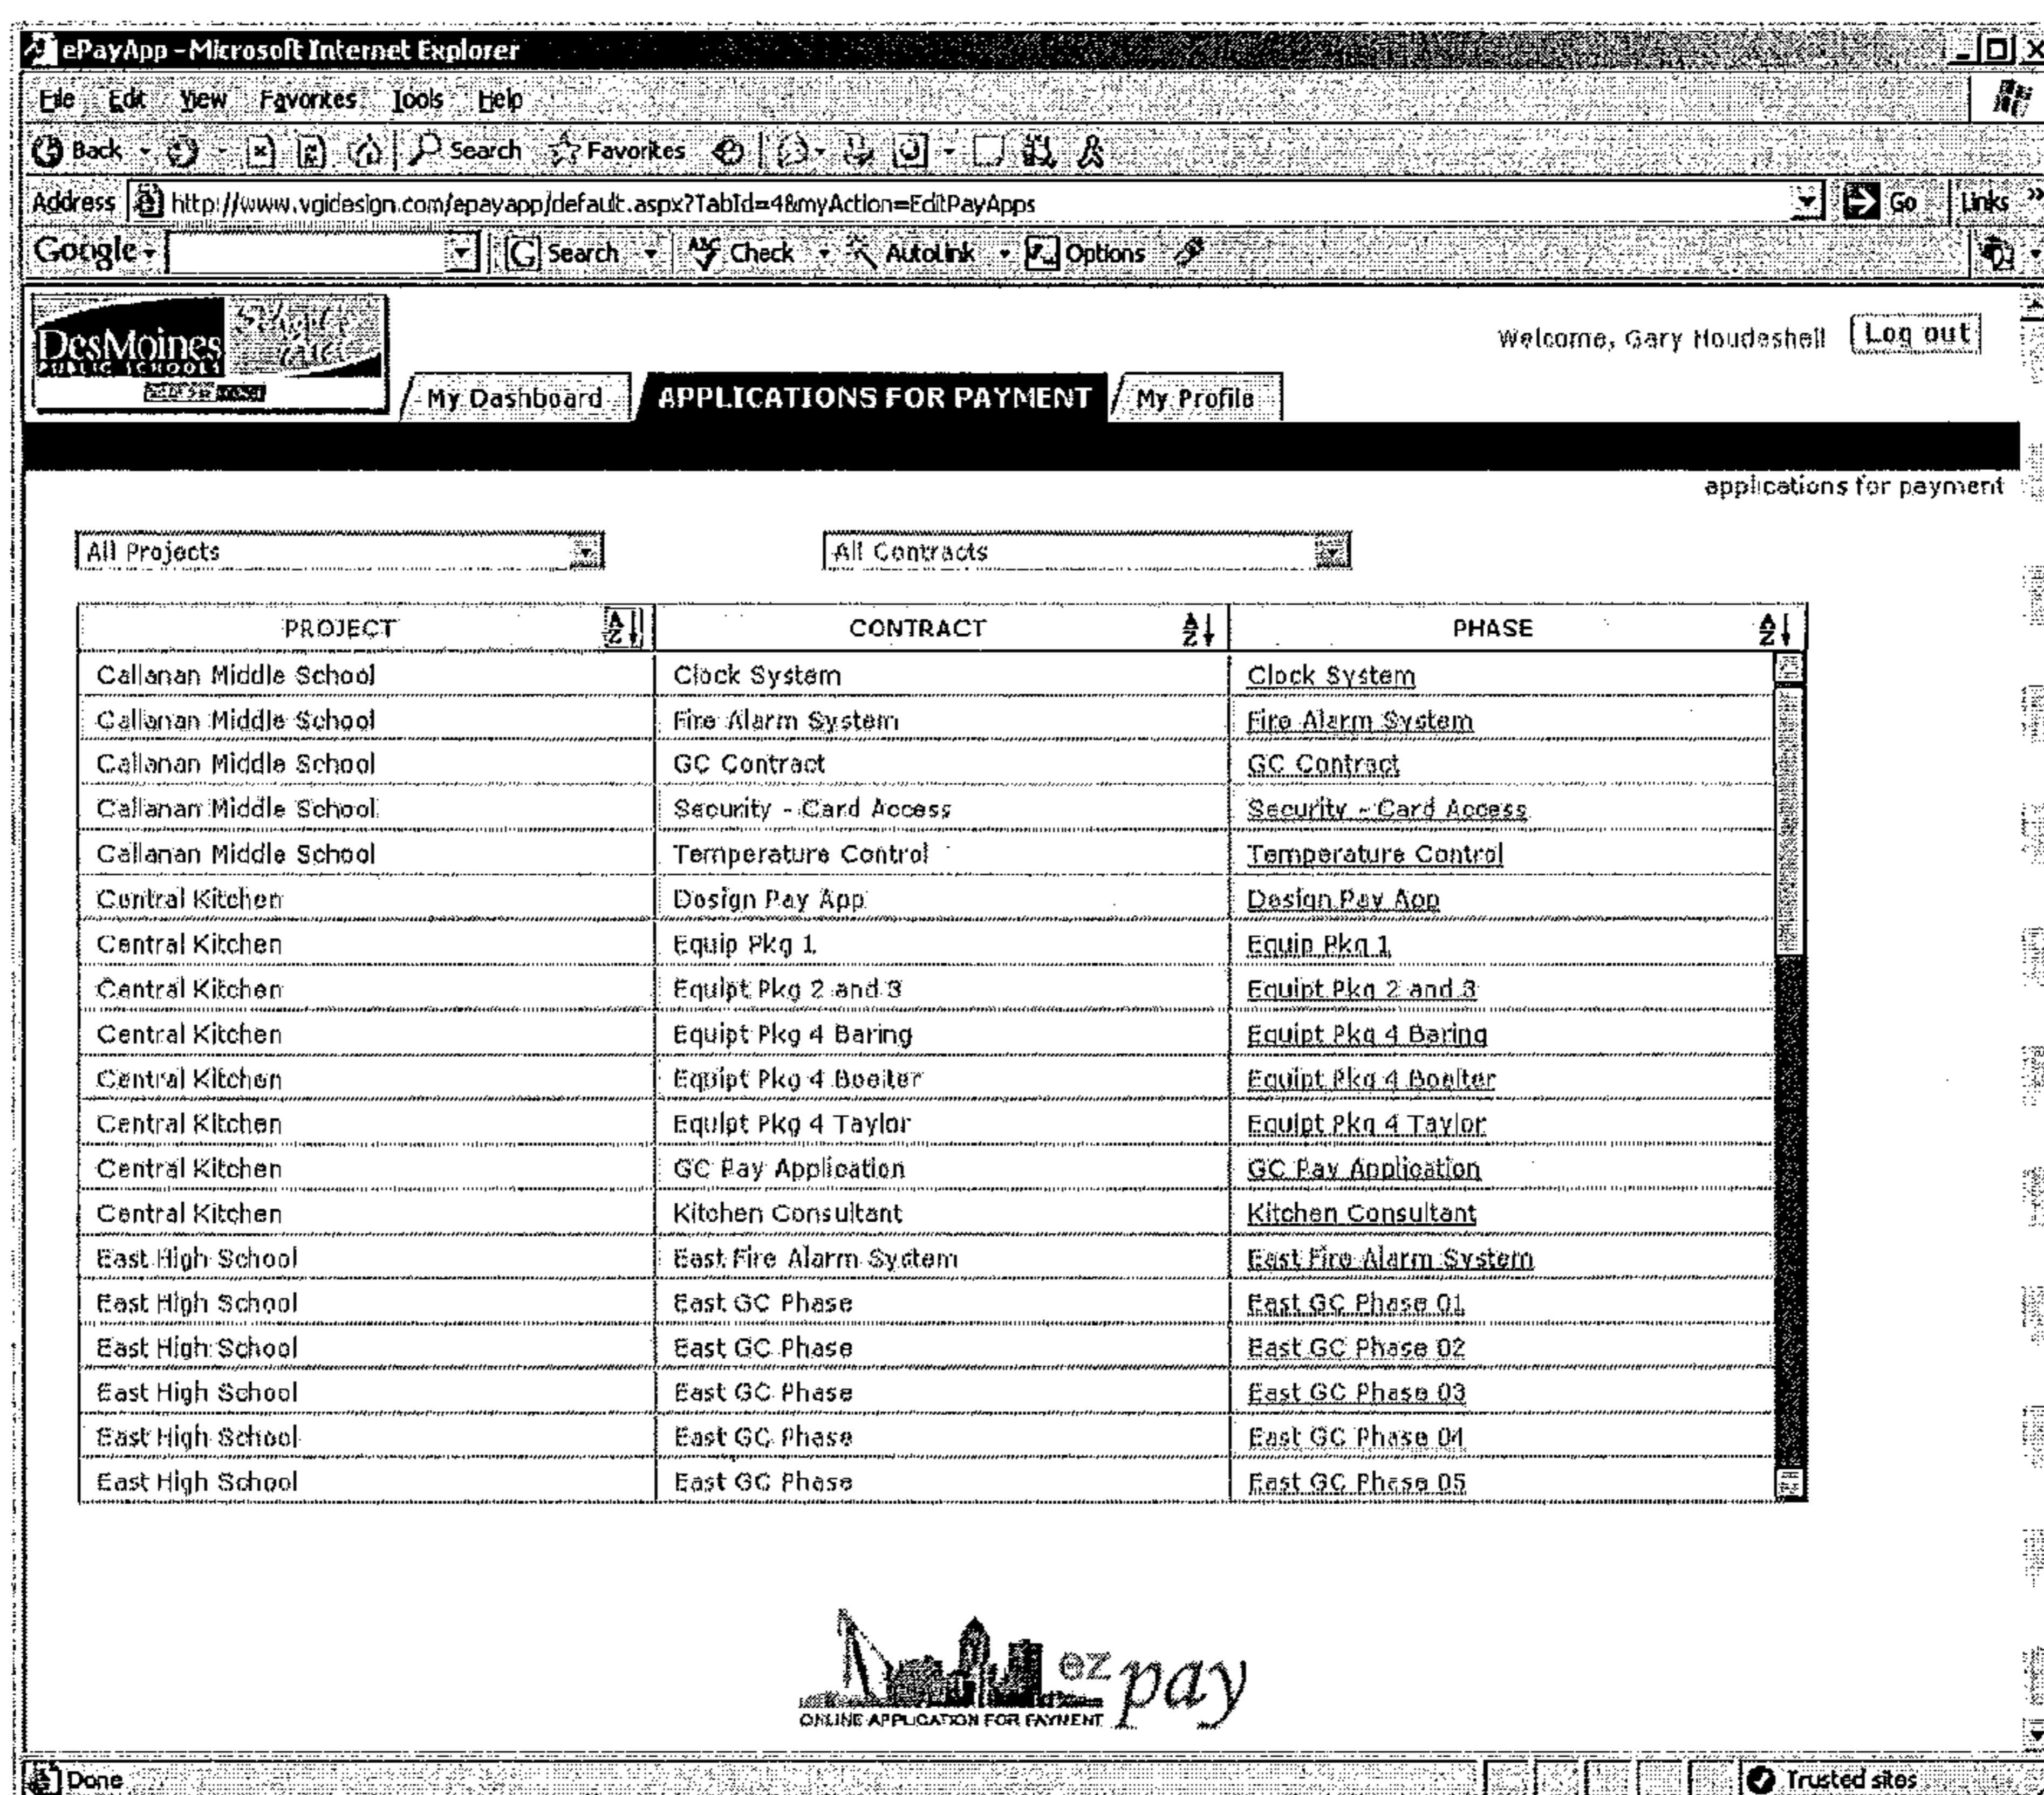 ePayApp - Microsoft Internet Explorer
File Edit View Favorites Tools Help
Back Search Favorites
Address http://www.vgidesign.com/epayapp/default.aspx?TabId=4&myAction=EditPayApps Go Links »
Google Search Check AutoLink Options
DesMoines
PUBLIC SCHOOLS
Welcome, Gary Houdeshell Log out
My Dashboard APPLICATIONS FOR PAYMENT My Profile
applications for payment
All Projects All Contracts
PROJECT CONTRACT PHASE
Callanan Middle School Clock System Clock System
Callanan Middle School Fire Alarm System Fire Alarm System
Callanan Middle School GC Contract GC Contract
Callanan Middle School Security - Card Access Security - Card Access
Callanan Middle School Temperature Control Temperature Control
Central Kitchen Design Pay App Design Pay App
Central Kitchen Equip Pkg 1 Equip Pkg 1
Central Kitchen Equipt Pkg 2 and 3 Equipt Pkg 2 and 3
Central Kitchen Equipt Pkg 4 Baring Equipt Pkg 4 Baring
Central Kitchen Equipt Pkg 4 Boelter Equipt Pkg 4 Boelter
Central Kitchen Equipt Pkg 4 Taylor Equipt Pkg 4 Taylor
Central Kitchen GC Pay Application GC Pay Application
Central Kitchen Kitchen Consultant Kitchen Consultant
East High School East Fire Alarm System East Fire Alarm System
East High School East GC Phase East GC Phase 01
East High School East GC Phase East GC Phase 02
East High School East GC Phase East GC Phase 03
East High School East GC Phase East GC Phase 04
East High School East GC Phase East GC Phase 05
ez pay
ONLINE APPLICATION FOR PAYMENT
Done Trusted sites